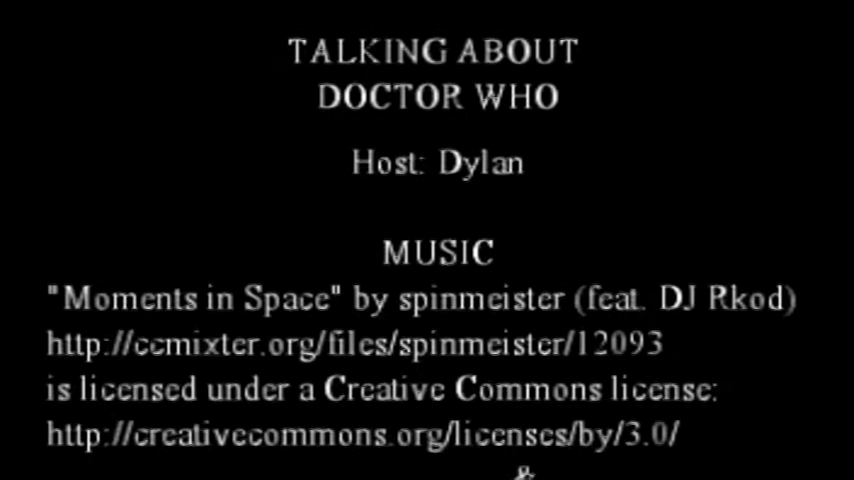 TALKING ABOUT
DOCTOR WHO
Host: Dylan
MUSIC
"Moments in Space" by spinmeister (feat. DJ Rkod)
http://ccmixter.org/files/spinmeister/12093
is licensed under a Creative Commons license:
http://creativecommons.org/licenses/by/3.0/
&